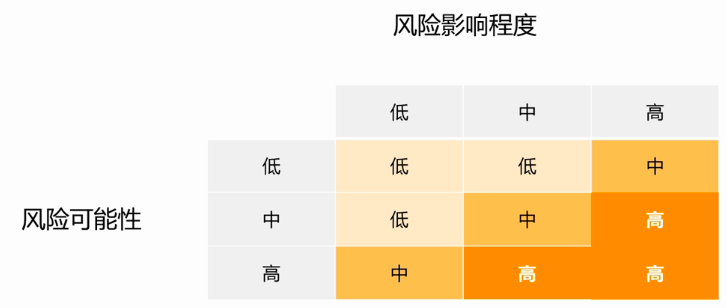 风险影响程度
低 中 高
低 低 低 中
风险可能性 中 低 中 高
高 中 高 高